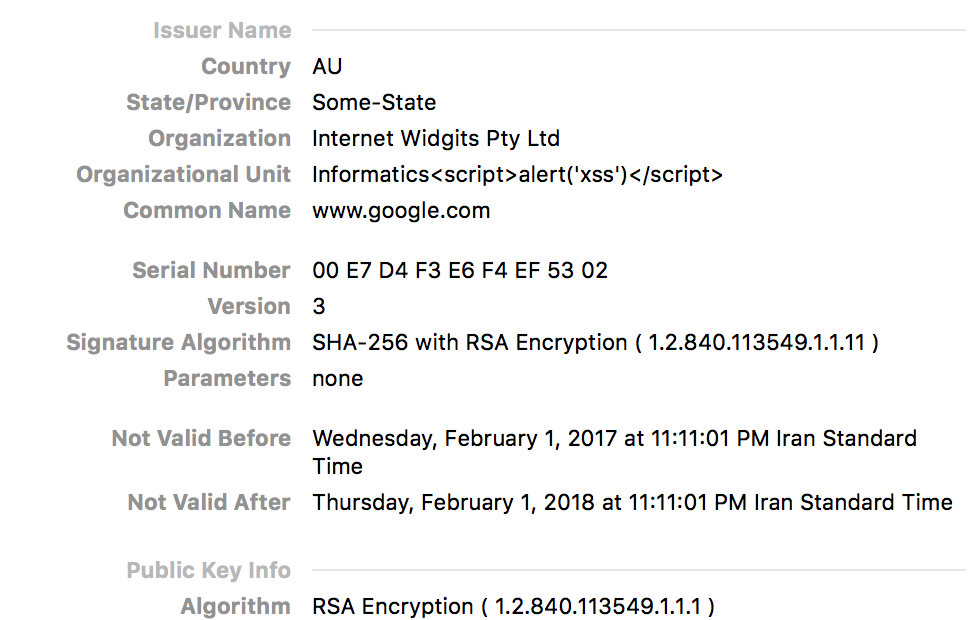 Issuer Name
Country AU
State/Province Some-State
Organization Internet Widgits Pty Ltd
Organizational Unit Informatics<script>alert('xss')</script>
Common Name www.google.com
Serial Number 00 E7 D4 F3 E6 F4 EF 53 02
Version 3
Signature Algorithm SHA-256 with RSA Encryption ( 1.2.840.113549.1.1.11 )
Parameters none
Not Valid Before Wednesday, February 1, 2017 at 11:11:01 PM Iran Standard
Time
Not Valid After Thursday, February 1, 2018 at 11:11:01 PM Iran Standard Time
Public Key Info
Algorithm RSA Encryption ( 1.2.840.113549.1.1.1 )